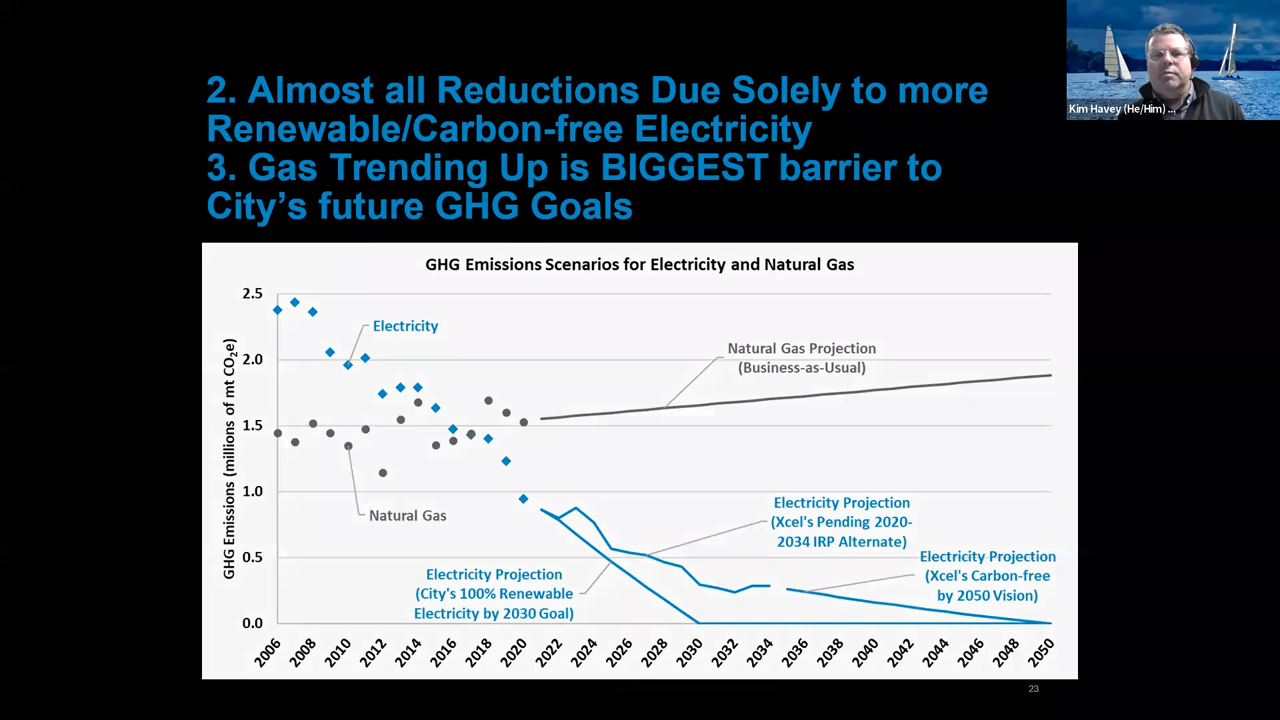 2. Almost all Reductions Due Solely to more
Renewable/Carbon-free Electricity
3. Gas Trending Up is BIGGEST barrier to
City's future GHG Goals
Kim Havey (He/Him) ...
GHG Emissions Scenarios for Electricity and Natural Gas
GHG Emissions (millions of mt CO2e)
2.5
2.0
1.5
1.0
0.5
0.0
Electricity
Natural Gas Projection
(Business-as-Usual)
Natural Gas
Electricity Projection
(Xcel's Pending 2020-
2034 IRP Alternate)
Electricity Projection
(Xcel's Carbon-free
by 2050 Vision)
Electricity Projection
(City's 100% Renewable
Electricity by 2030 Goal)
2006 2008 2010 2012 2014 2016 2018 2020 2022 2024 2026 2028 2030 2032 2034 2036 2038 2040 2042 2044 2046 2048 2050
23